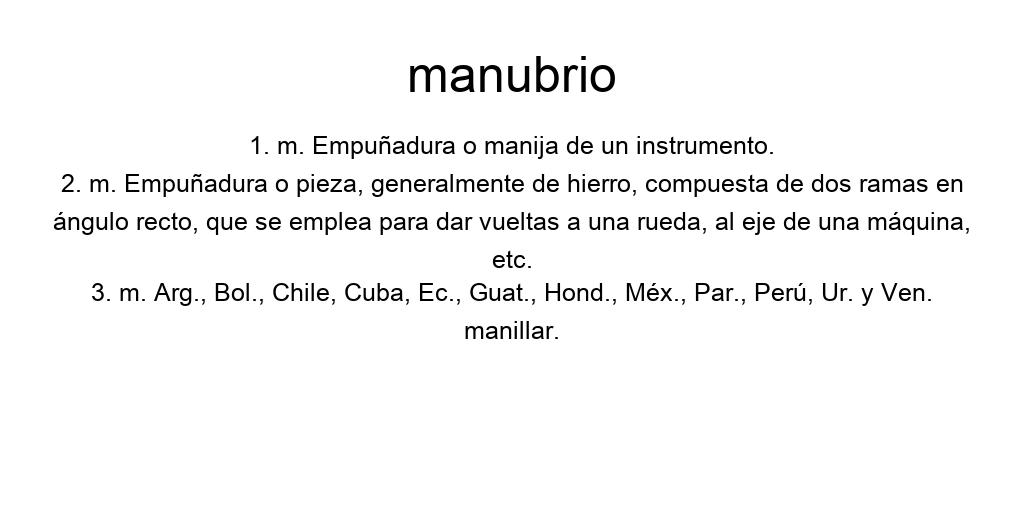 manubrio
1. m. Empuñadura o manija de un instrumento.
2. m. Empuñadura o pieza, generalmente de hierro, compuesta de dos ramas en
ángulo recto, que se emplea para dar vueltas a una rueda, al eje de una máquina,
etc.
3. m. Arg., Bol., Chile, Cuba, Ec., Guat., Hond., Méx., Par., Perú, Ur. y Ven.
manillar.